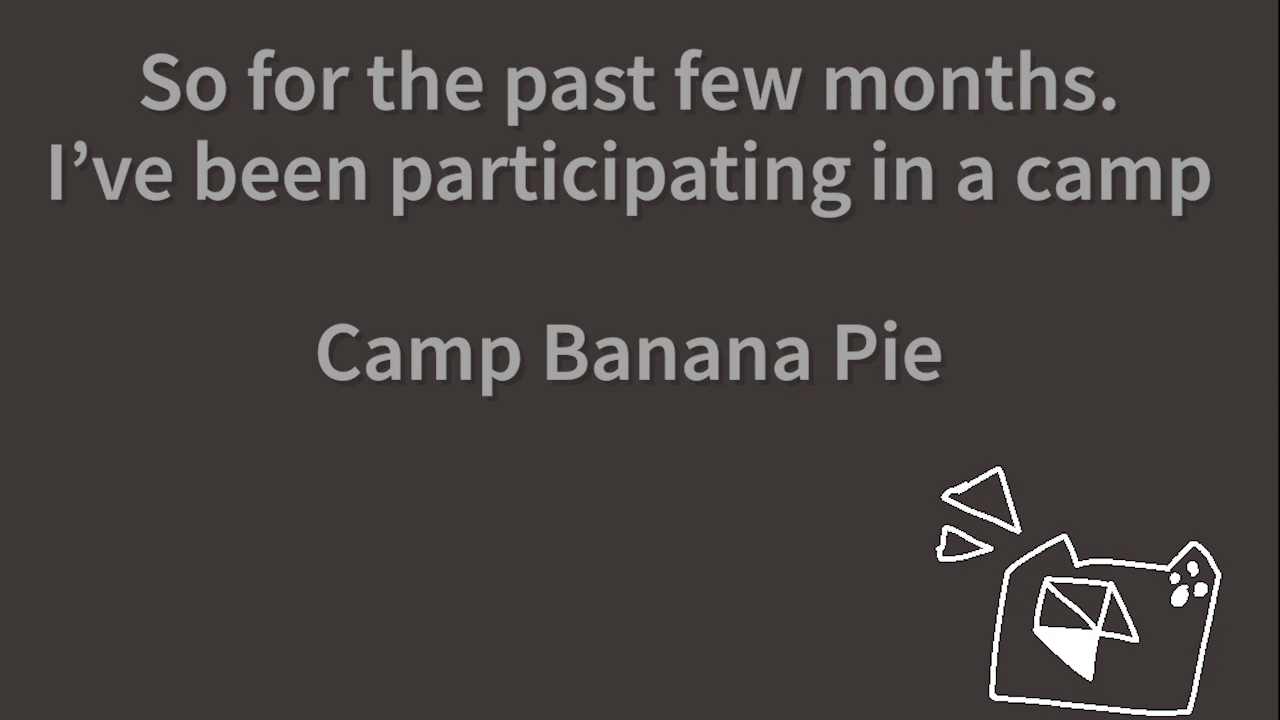 So for the past few months.
I’ve been participating in a camp
Camp Banana Pie